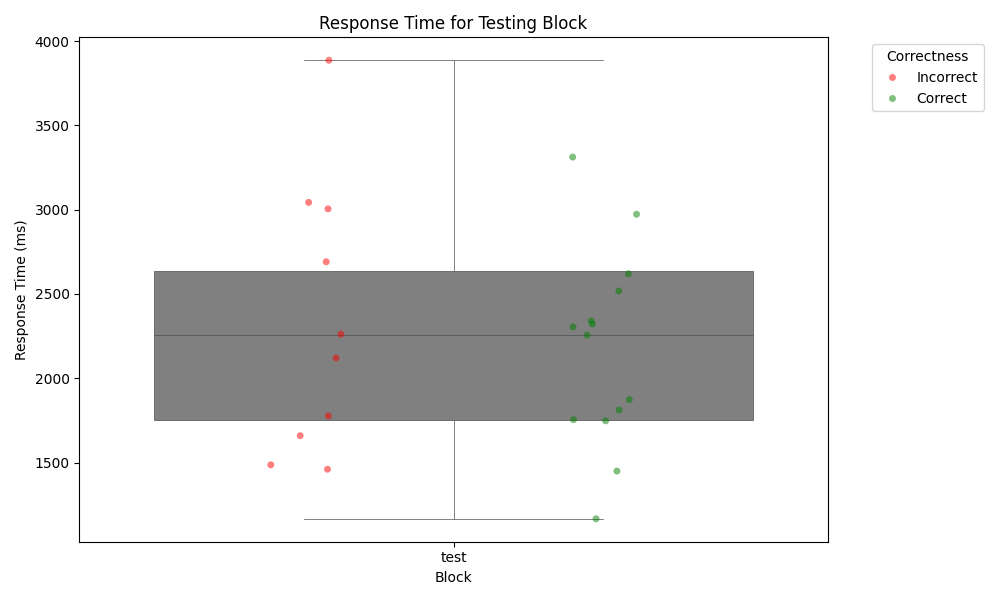 Response Time for Testing Block
Correctness
Incorrect
Correct
Response Time (ms)
4000
3500
3000
2500
2000
1500
test
Block